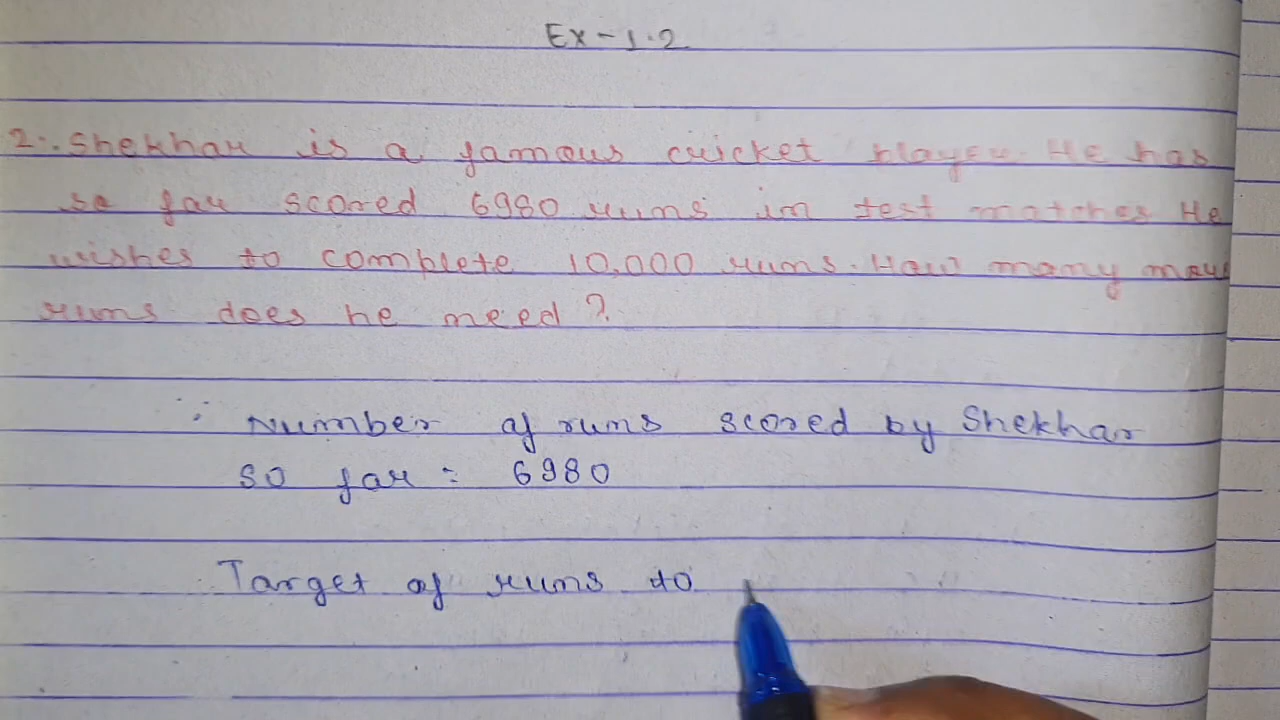 Ex-1.2
2. Shekhar is a famous cricket player. He has
so far scored 6980 runs in test matches He
wishes to complete 10,000 runs. How many more
runs does he need?
∵ Number of runs scored by Shekhar
so far = 6980
Target of runs to